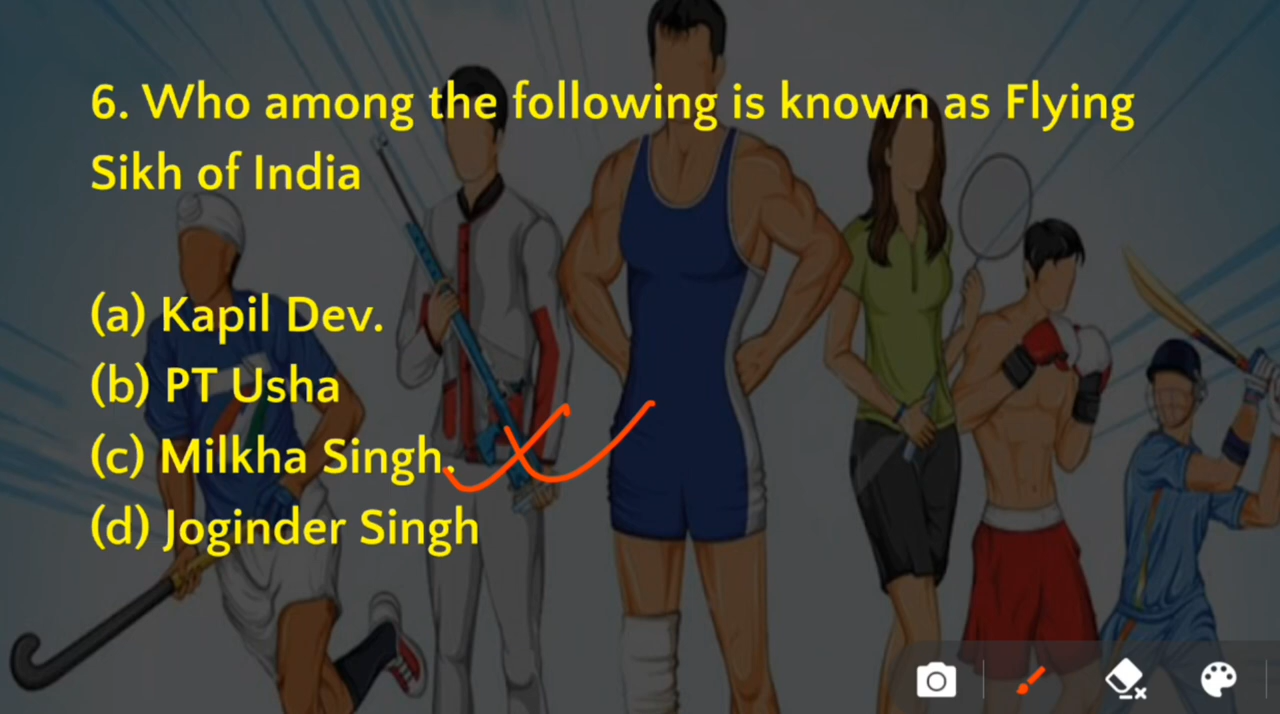 6. Who among the following is known as Flying
Sikh of India
(a) Kapil Dev.
(b) PT Usha
(c) Milkha Singh.
(d) Joginder Singh